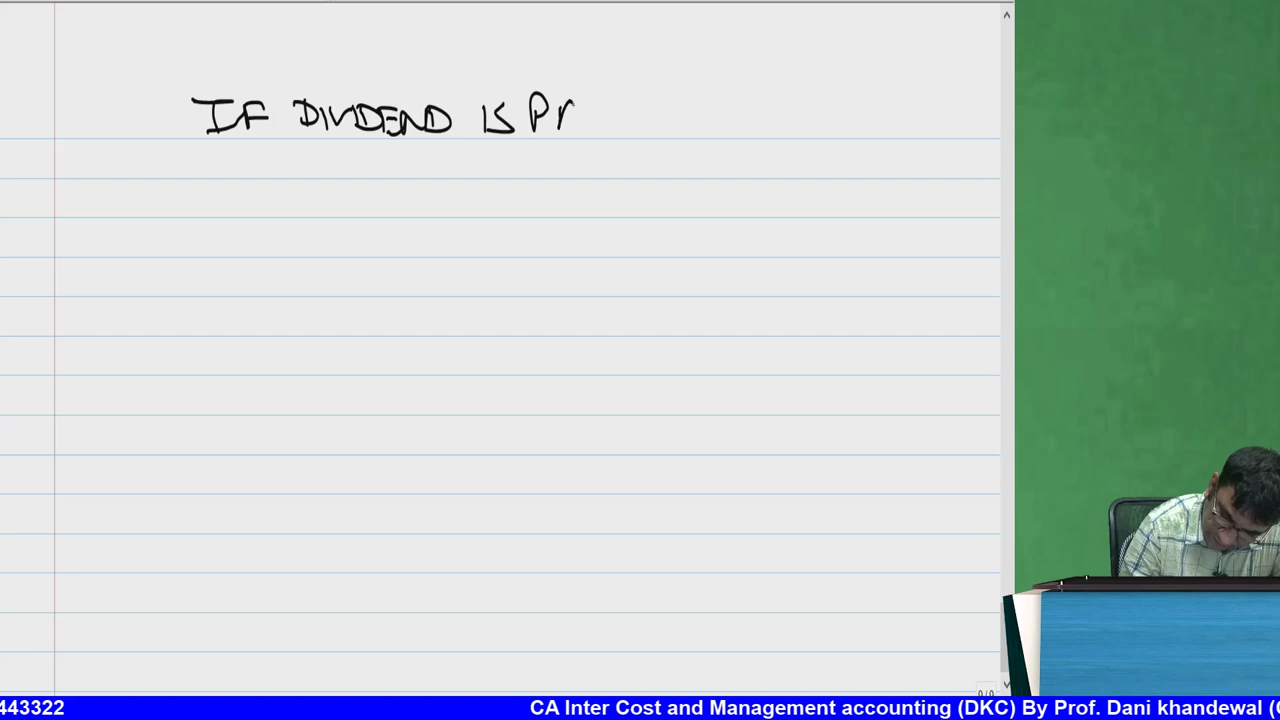 IF DIVIDEND IS Pr
443322 CA Inter Cost and Management accounting (DKC) By Prof. Dani khandewal (